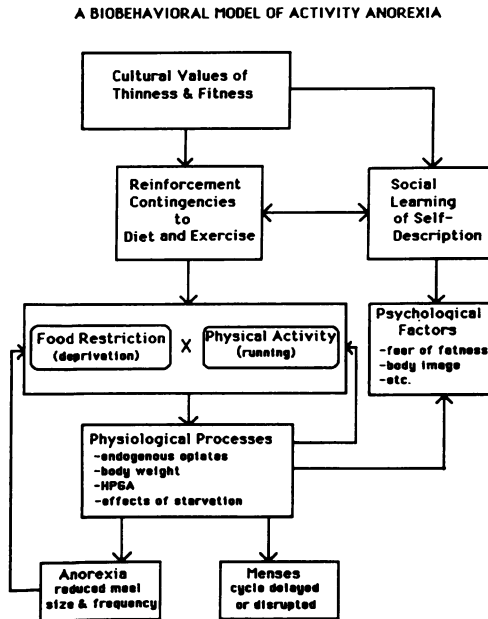 A BIOBEHAVIORAL MODEL OF ACTIVITY ANOREXIA
Cultural Values of
Thinness & Fitness
Reinforcement
Contingencies
to
Diet and Exercise
Social
Learning
of Self-
Description
Food Restriction
(deprivation)
X
Physical Activity
(running)
Psychological
Factors
-fear of fatness
-body image
-etc.
Physiological Processes
-endogenous opiates
-body weight
-HPGA
-effects of starvation
Anorexia
reduced meal
size & frequency
Menses
cycle delayed
or disrupted